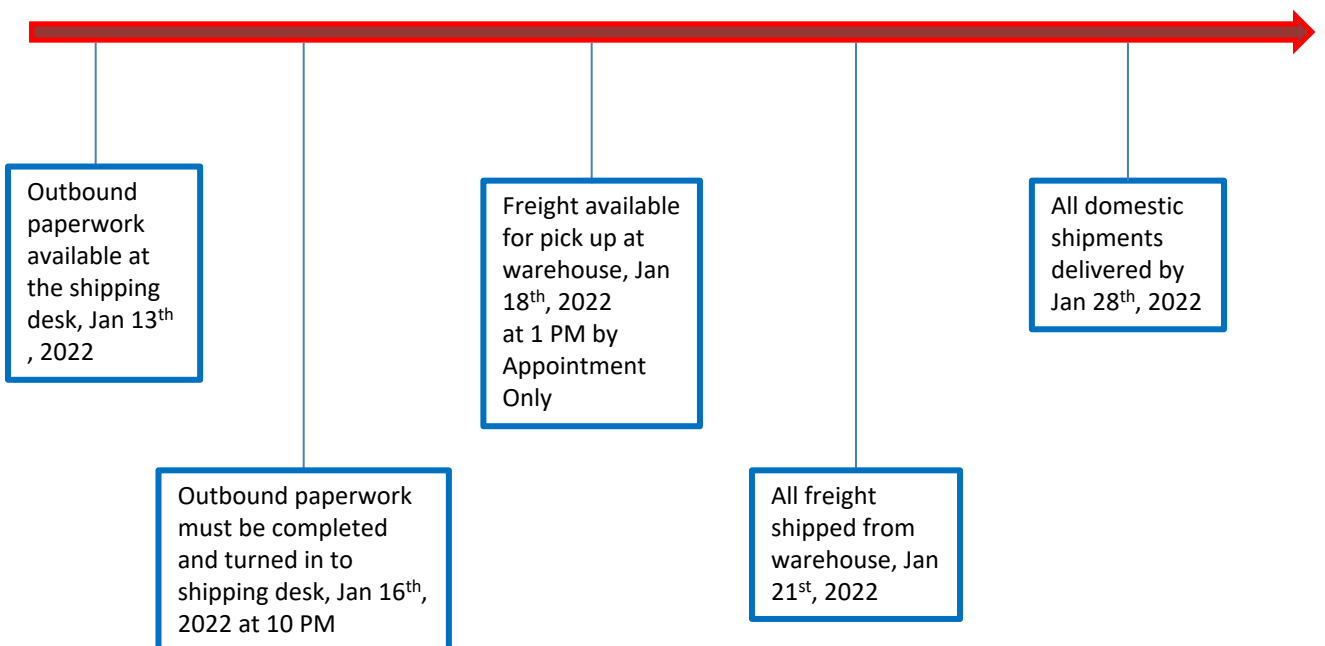 Outbound
paperwork
available at
the shipping
desk, Jan 13th
, 2022
Outbound paperwork
must be completed
and turned in to
shipping desk, Jan 16th,
2022 at 10 PM
Freight available
for pick up at
warehouse, Jan
18th, 2022
at 1 PM by
Appointment
Only
All freight
shipped from
warehouse, Jan
21st, 2022
All domestic
shipments
delivered by
Jan 28th, 2022